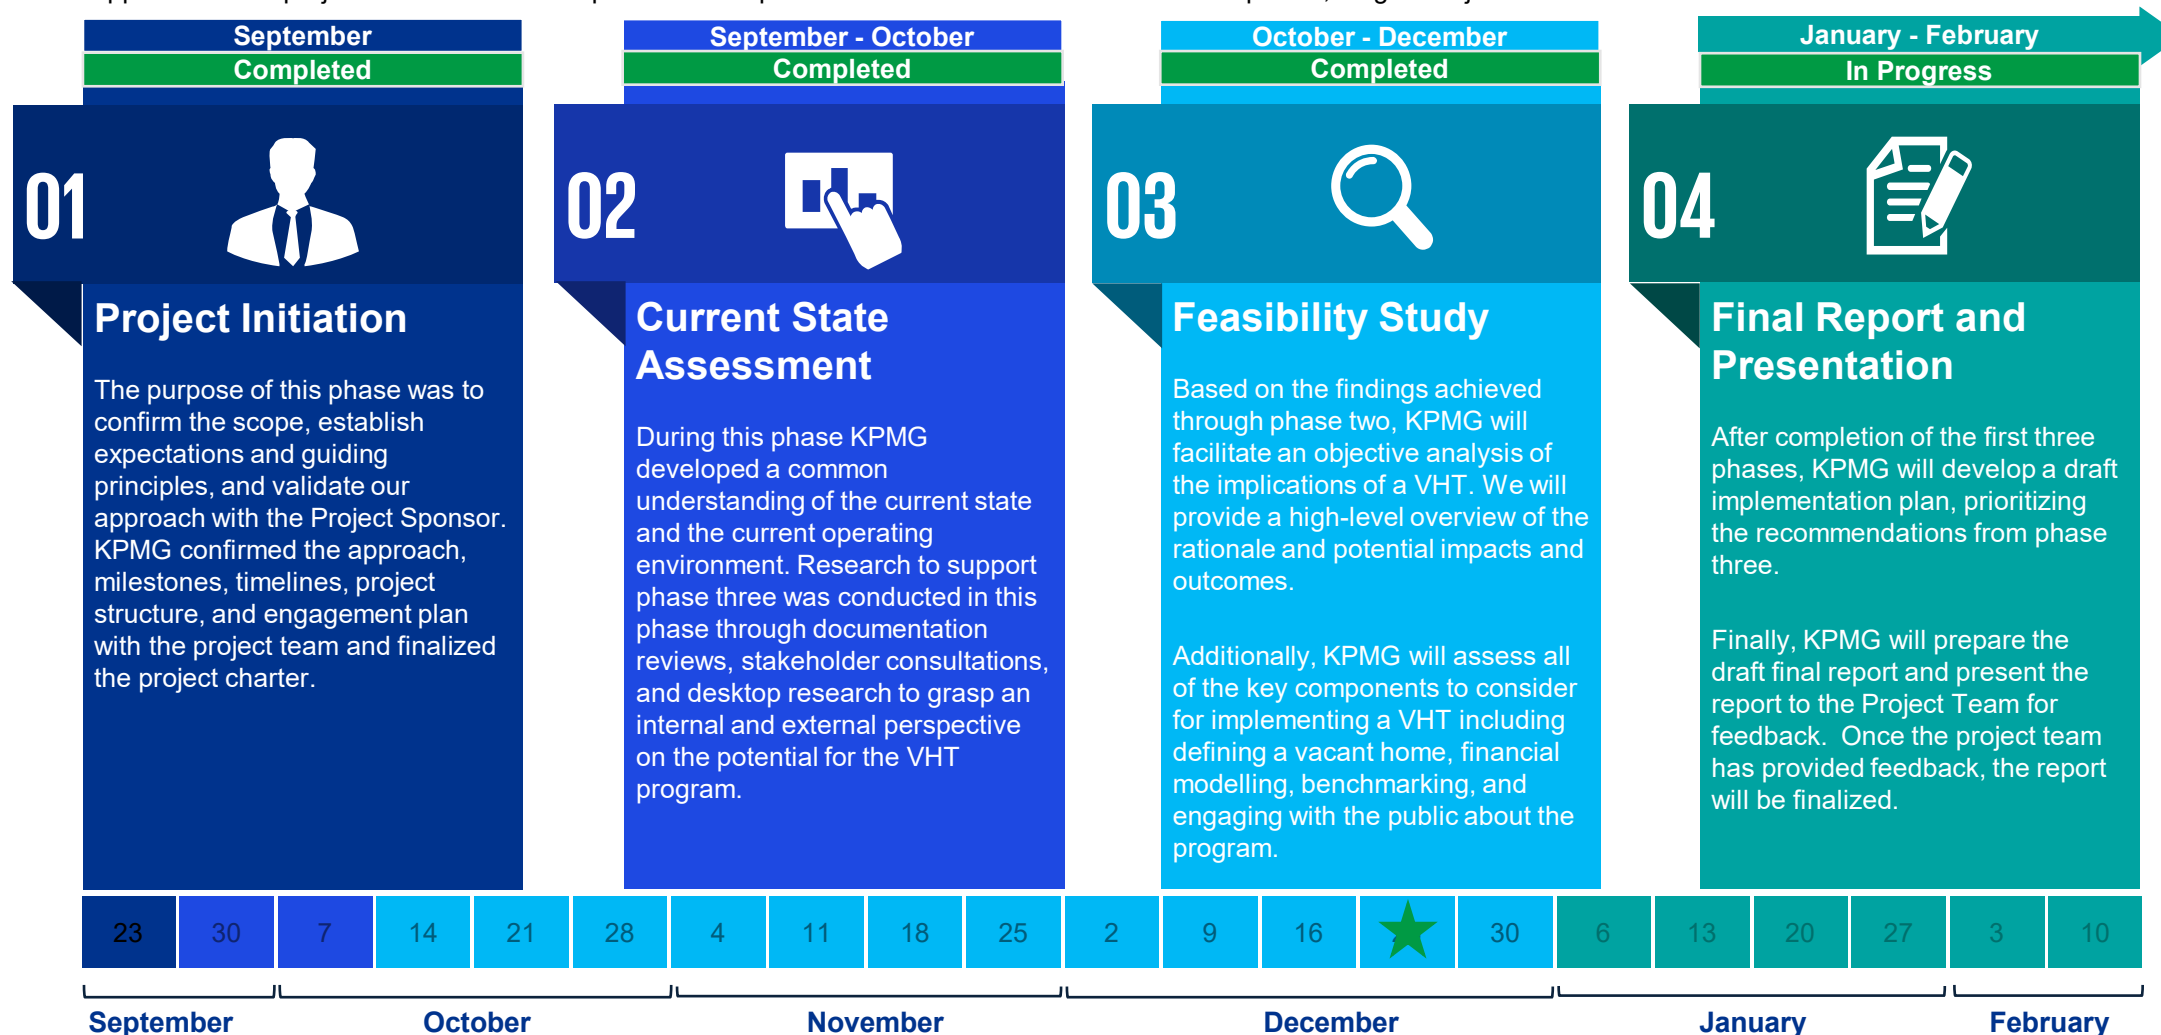 September
Completed
01
Project Initiation
The purpose of this phase was to
confirm the scope, establish
expectations and guiding
principles, and validate our
approach with the Project Sponsor.
KPMG confirmed the approach,
milestones, timelines, project
structure, and engagement plan
with the project team and finalized
the project charter.
September - October
Completed
02
Current State
Assessment
During this phase KPMG
developed a common
understanding of the current state
and the current operating
environment. Research to support
phase three was conducted in this
phase through documentation
reviews, stakeholder consultations,
and desktop research to grasp an
internal and external perspective
on the potential for the VHT
program.
October - December
Completed
03
Feasibility Study
Based on the findings achieved
through phase two, KPMG will
facilitate an objective analysis of
the implications of a VHT. We will
provide a high-level overview of the
rationale and potential impacts and
outcomes.
Additionally, KPMG will assess all
of the key components to consider
for implementing a VHT including
defining a vacant home, financial
modelling, benchmarking, and
engaging with the public about the
program.
January - February
In Progress
04
Final Report and
Presentation
After completion of the first three
phases, KPMG will develop a draft
implementation plan, prioritizing
the recommendations from phase
three.
Finally, KPMG will prepare the
draft final report and present the
report to the Project Team for
feedback. Once the project team
has provided feedback, the report
will be finalized.
23 30 7 14 21 28 4 11 18 25 2 9 16 30 6 13 20 27 3 10
September October November December January February